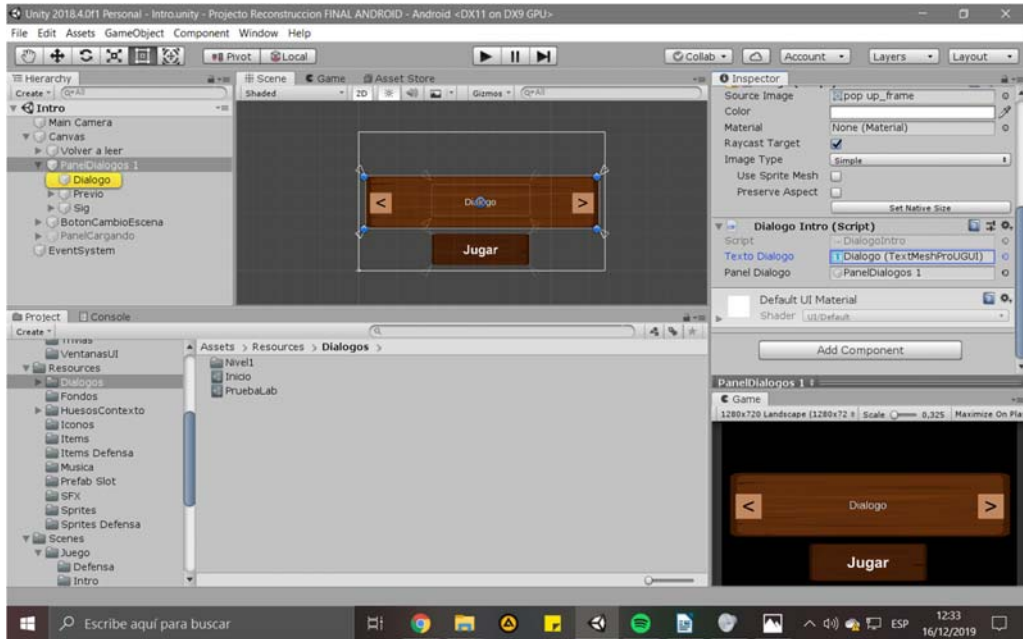 Unity 2018.4.0f1 Personal - Intro.unity - Projecto Reconstruccion FINAL ANDROID - Android <DX11 on DX9 GPU>
File Edit Assets GameObject Component Window Help
Pivot Local Collab Account Layers Layout
Hierarchy
Create All
Intro
Main Camera
Canvas
Volver a leer
PanelDialogos 1
Dialogo
Previo
Sig
BotonCambioEscena
PanelCargando
EventSystem
Scene Game Asset Store
Shaded 2D Gizmos All
< Dialogo >
Jugar
Inspector
Source Image pop up_frame
Color
Material None (Material)
Raycast Target
Image Type Simple
Use Sprite Mesh
Preserve Aspect
Set Native Size
Dialogo Intro (Script)
Script DialogoIntro
Texto Dialogo Dialogo (TextMeshProUGUI)
Panel Dialogo PanelDialogos 1
Default UI Material
Shader UI/Default
Add Component
PanelDialogos 1
Project Console
Create
Trivias
VentanasUI
Resources
Dialogos
Fondos
HuesosContexto
Iconos
Items
Items Defensa
Musica
Prefab Slot
SFX
Sprites
Sprites Defensa
Scenes
Juego
Defensa
Intro
Assets > Resources > Dialogos >
Nivel1
Inicio
PruebaLab
Game
1280x720 Landscape (1280x72 Scale 0,325 Maximize On Pla
< Dialogo >
Jugar
Escribe aquí para buscar
ESP
12:33
16/12/2019